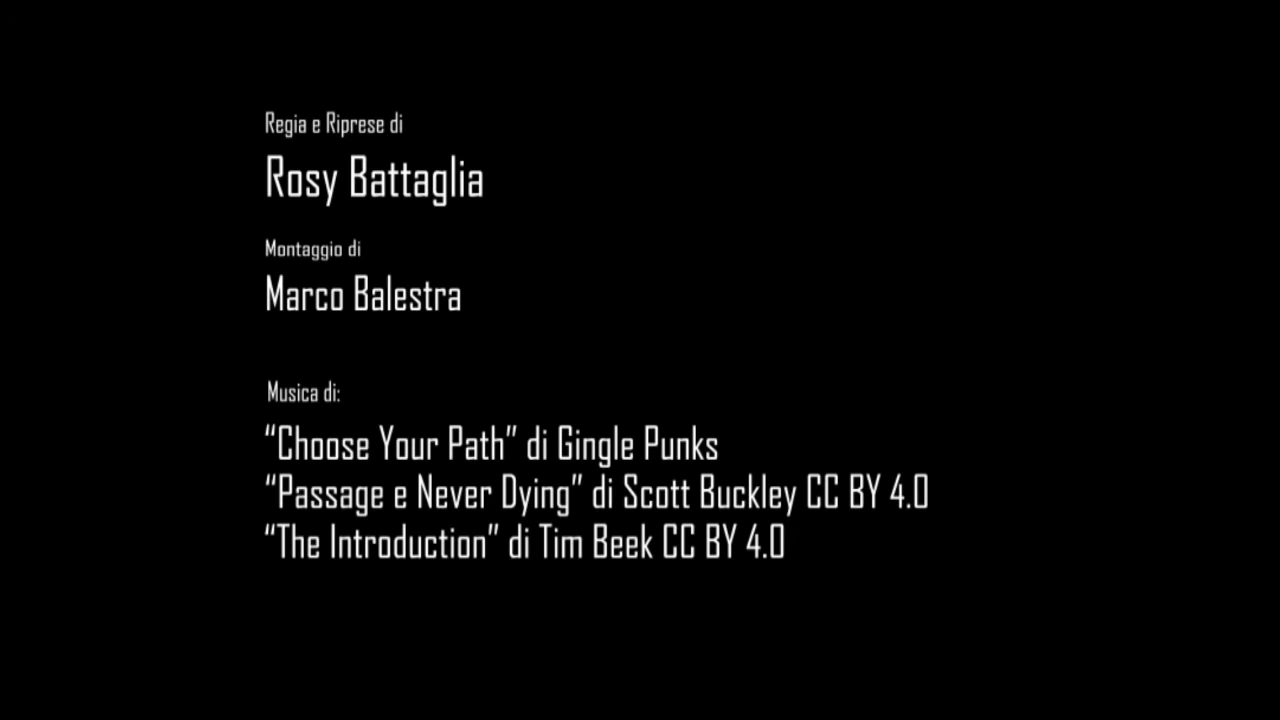 Regia e Riprese di
Rosy Battaglia
Montaggio di
Marco Balestra
Musica di:
“Choose Your Path” di Gingle Punks
“Passage e Never Dying” di Scott Buckley CC BY 4.0
“The Introduction” di Tim Beek CC BY 4.0